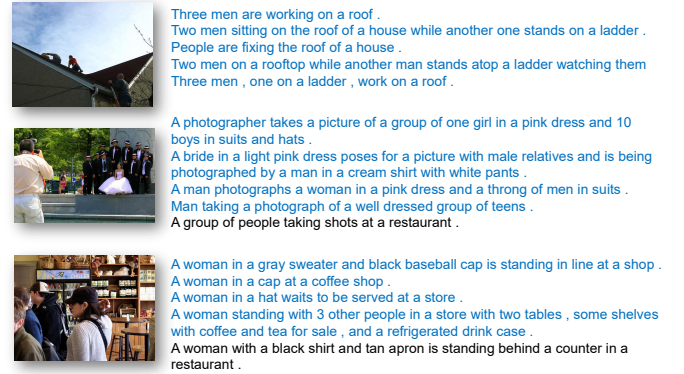 Three men are working on a roof .
Two men sitting on the roof of a house while another one stands on a ladder .
People are fixing the roof of a house .
Two men on a rooftop while another man stands atop a ladder watching them
Three men , one on a ladder , work on a roof .
A photographer takes a picture of a group of one girl in a pink dress and 10
boys in suits and hats .
A bride in a light pink dress poses for a picture with male relatives and is being
photographed by a man in a cream shirt with white pants .
A man photographs a woman in a pink dress and a throng of men in suits .
Man taking a photograph of a well dressed group of teens .
A group of people taking shots at a restaurant .
A woman in a gray sweater and black baseball cap is standing in line at a shop .
A woman in a cap at a coffee shop .
A woman in a hat waits to be served at a store .
A woman standing with 3 other people in a store with two tables , some shelves
with coffee and tea for sale , and a refrigerated drink case .
A woman with a black shirt and tan apron is standing behind a counter in a
restaurant .